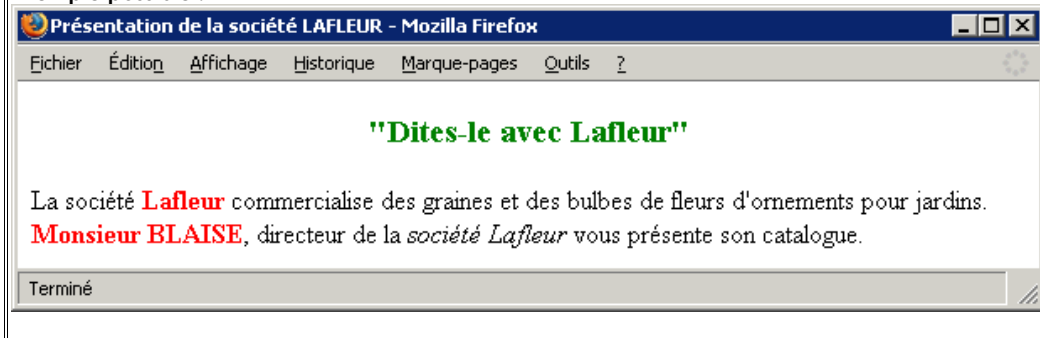 Présentation de la société LAFLEUR - Mozilla Firefox
Fichier Édition Affichage Historique Marque-pages Outils ?
"Dites-le avec Lafleur"
La société Lafleur commercialise des graines et des bulbes de fleurs d'ornements pour jardins.
Monsieur BLAISE, directeur de la société Lafleur vous présente son catalogue.
Terminé